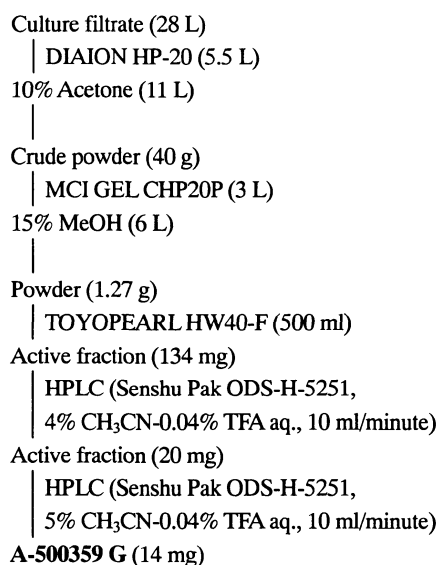 Culture filtrate (28 L)
DIAION HP-20 (5.5 L)
10% Acetone (11 L)
Crude powder (40 g)
MCI GEL CHP20P (3 L)
15% MeOH (6 L)
Powder (1.27 g)
TOYOPEARL HW40-F (500 ml)
Active fraction (134 mg)
HPLC (Senshu Pak ODS-H-5251,
4% CH₃CN-0.04% TFA aq., 10 ml/minute)
Active fraction (20 mg)
HPLC (Senshu Pak ODS-H-5251,
5% CH₃CN-0.04% TFA aq., 10 ml/minute)
A-500359 G (14 mg)